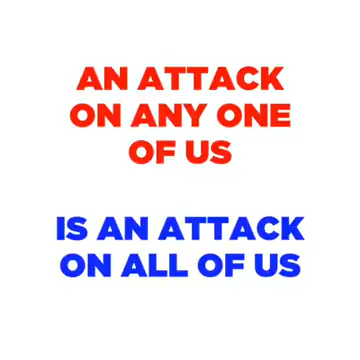 AN ATTACK
ON ANY ONE
OF US
IS AN ATTACK
ON ALL OF US